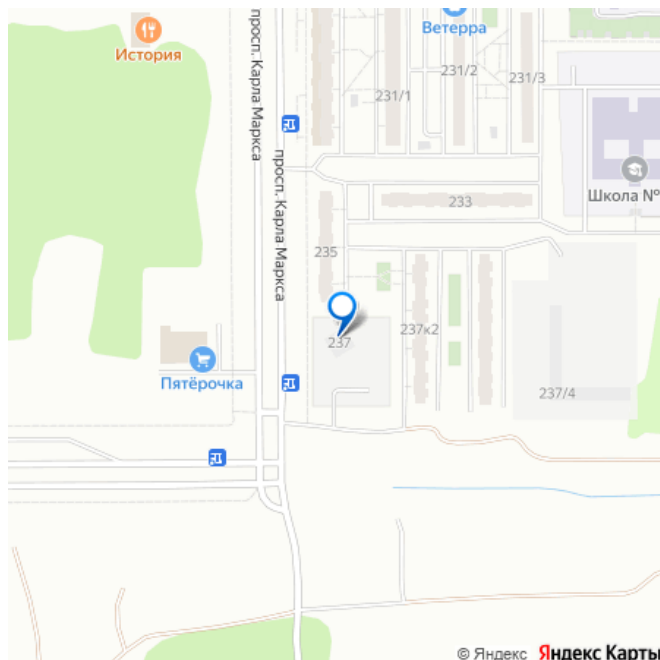 История
просп. Карла Маркса
просп. Карла Маркса
Ветерра
231/1
231/2
231/3
Школа №
233
235
237
237к2
237/4
Пятёрочка
© Яндекс Яндекс Карты